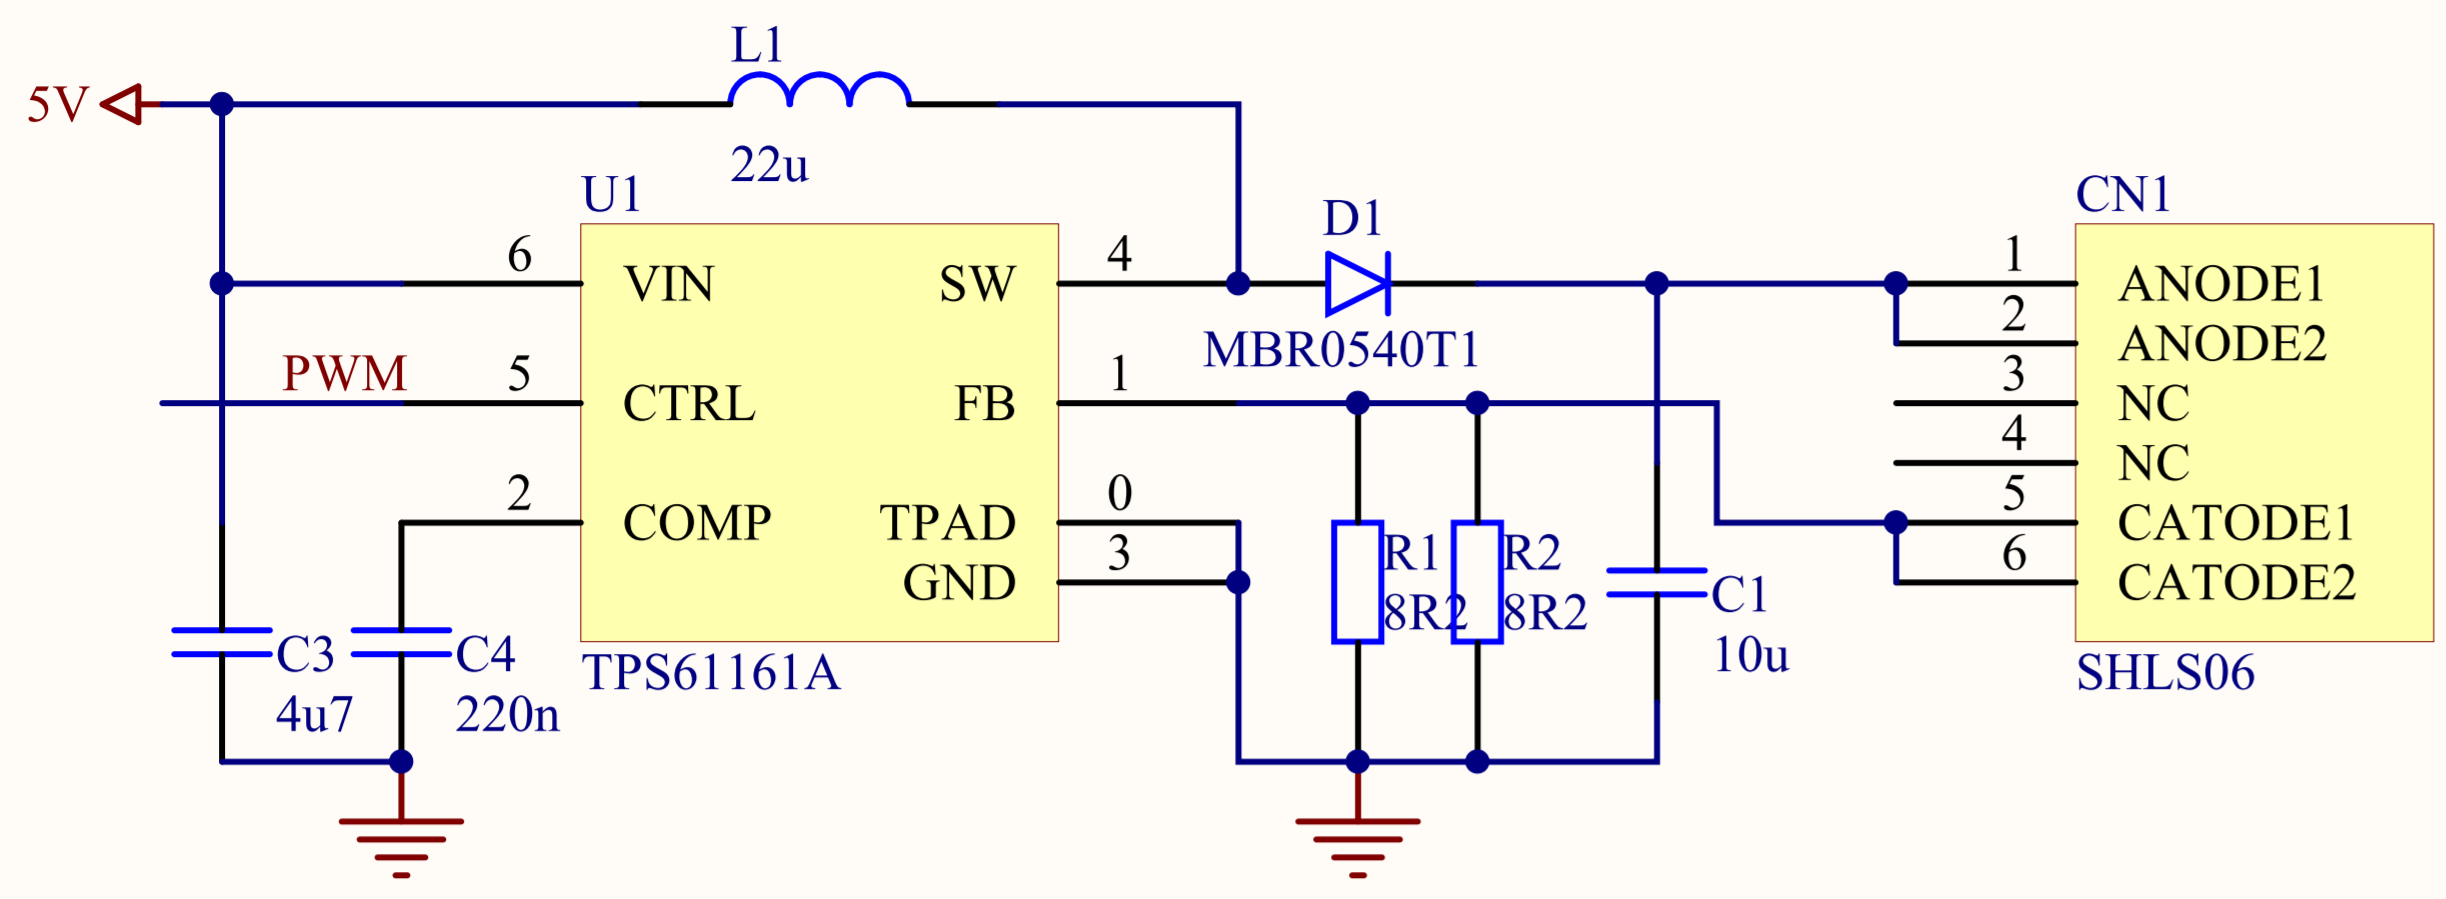 L1
22u
5V
U1
6
VIN
PWM
5
CTRL
2
COMP
SW
4
FB
1
TPAD
0
GND
3
TPS61161A
C3
4u7
C4
220n
D1
MBR0540T1
R1
8R2
R2
8R2
C1
10u
CN1
1
ANODE1
2
ANODE2
3
NC
4
NC
5
CATODE1
6
CATODE2
SHLS06